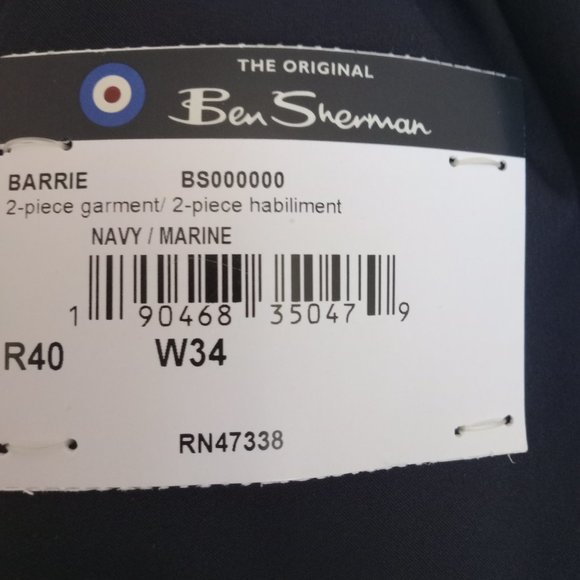 THE ORIGINAL
Ben Sherman
BARRIE BS000000
2-piece garment/ 2-piece habiliment
NAVY / MARINE
1 90468 35047 9
R40 W34
RN47338